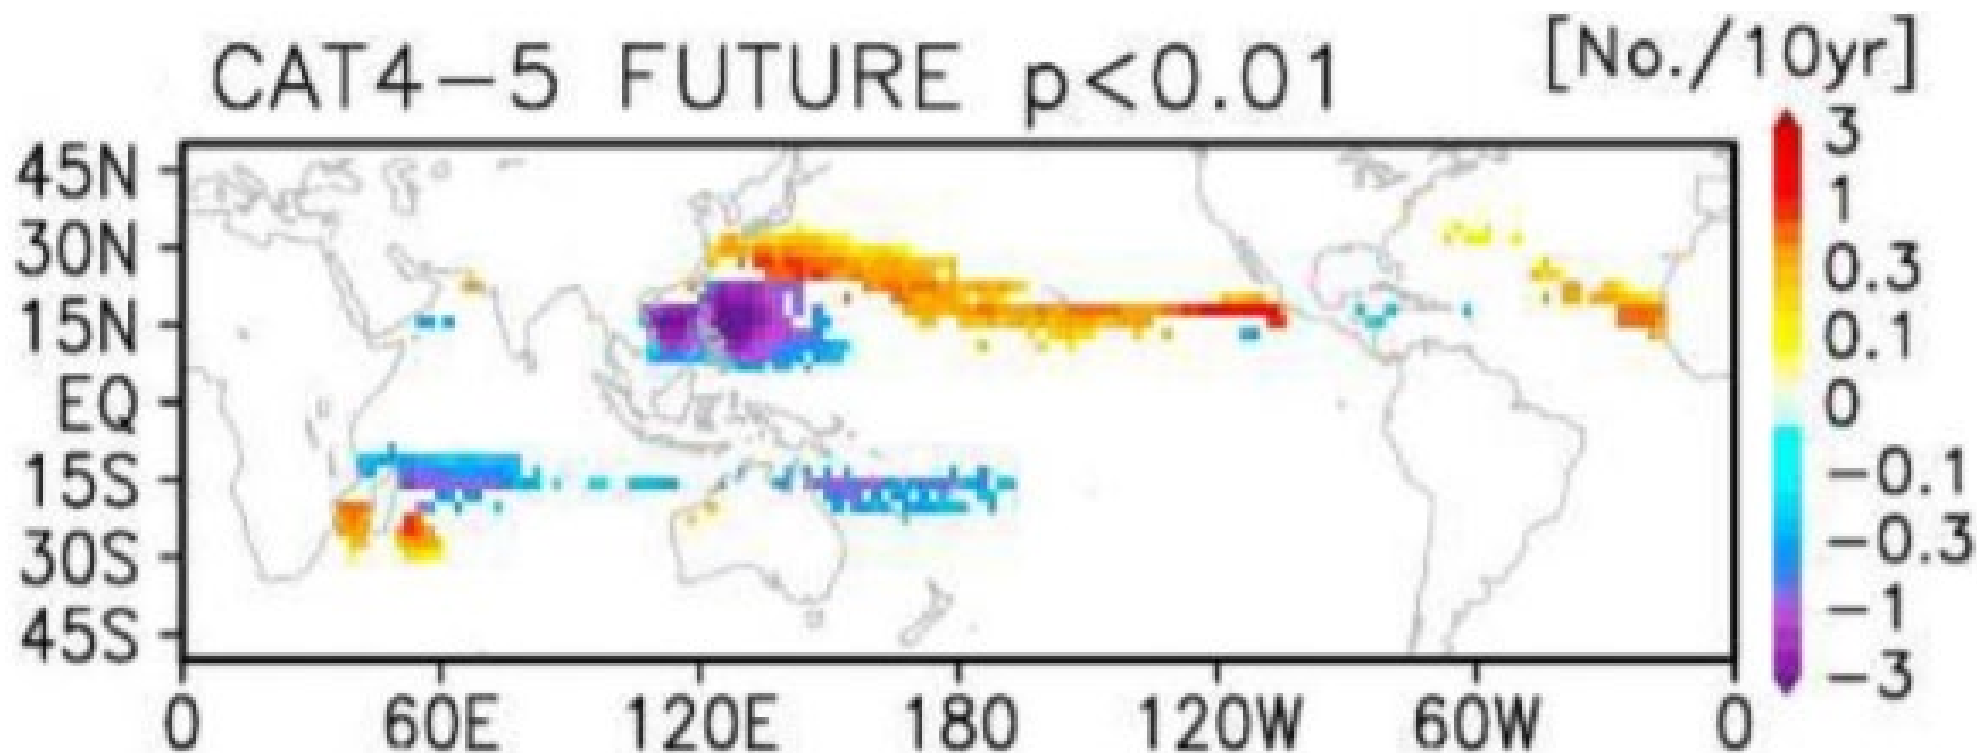 CAT4-5 FUTURE p<0.01
[No./10yr]
45N
30N
15N
EQ
15S
30S
45S
0
60E
120E
180
120W
60W
0
3
1
0.3
0.1
0
-0.1
-0.3
-1
-3